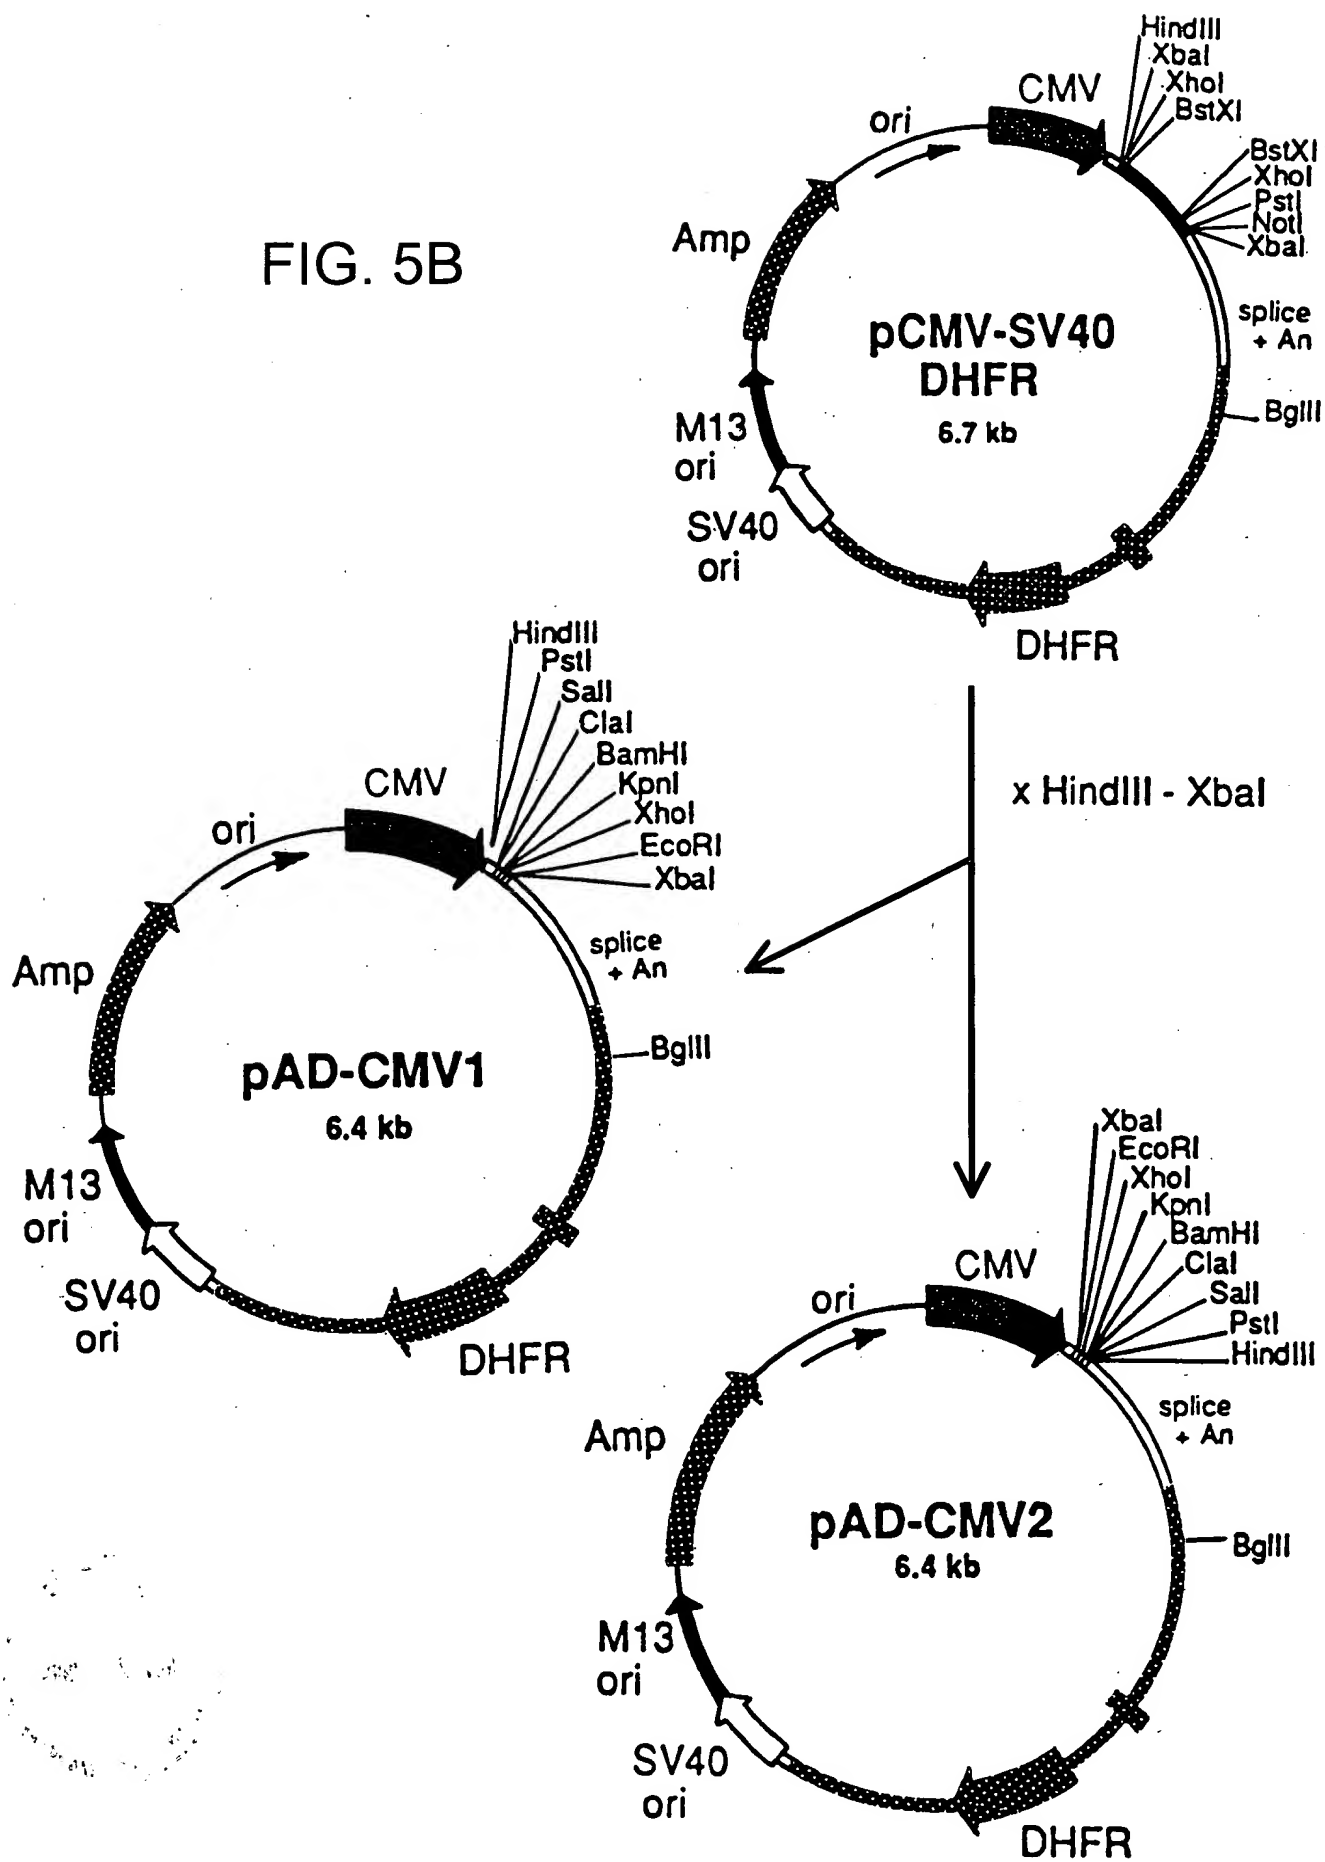 FIG. 5B
HindIII
XbaI
XhoI
BstXI
CMV
ori
BstXI
XhoI
PstI
NotI
XbaI
Amp
splice
+ An
pCMV-SV40
DHFR
6.7 kb
BglII
M13
ori
SV40
ori
DHFR
x HindIII - XbaI
HindIII
PstI
SalI
ClaI
BamHI
KpnI
XhoI
EcoRI
XbaI
CMV
ori
splice
+ An
Amp
BglII
pAD-CMV1
6.4 kb
M13
ori
SV40
ori
DHFR
XbaI
EcoRI
XhoI
KpnI
BamHI
ClaI
SalI
PstI
HindIII
CMV
ori
splice
+ An
Amp
pAD-CMV2
6.4 kb
BglII
M13
ori
SV40
ori
DHFR